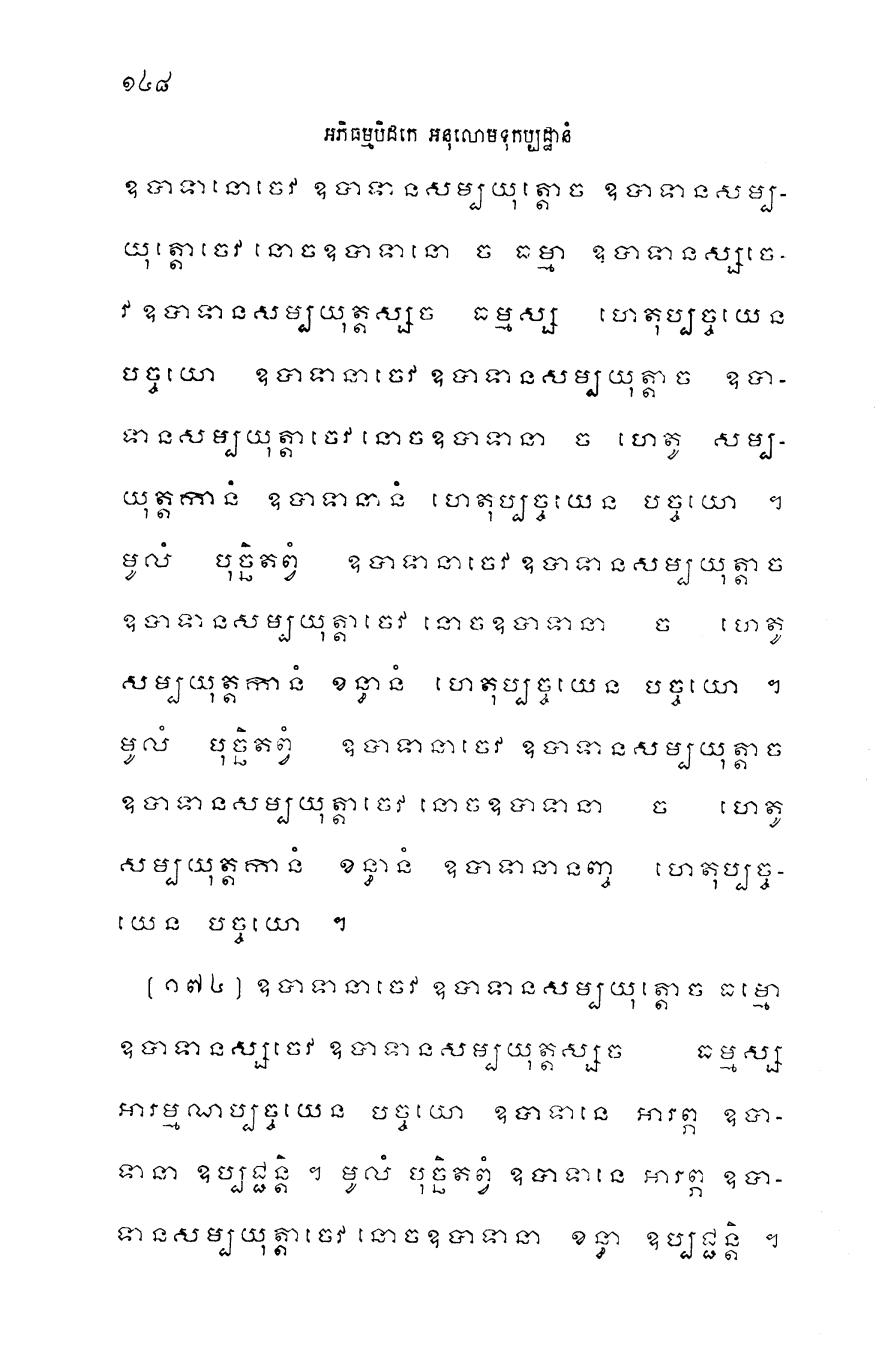 ១៤៨
អភិធម្មបិដកេ អនុលោមទុកប្បដ្ឋានំ
ឧបាទានោចេវ ឧបាទានសម្បយុត្តោច ឧបាទានសម្ប-
យុត្តោចេវ នោចឧបាទានោ ច ធម្មា ឧបាទានស្សចេ-
វ ឧបាទានសម្បយុត្តស្សច ធម្មស្ស ហេតុប្បច្ចយេន
បច្ចយោ ឧបាទានាចេវ ឧបាទានសម្បយុត្តាច ឧបា-
ទានសម្បយុត្តាចេវ នោចឧបាទានា ច ហេតូ សម្ប-
យុត្តកានំ ឧបាទានានំ ហេតុប្បច្ចយេន បច្ចយោ ។
មូលំ បុច្ឆិតព្វំ ឧបាទានាចេវ ឧបាទានសម្បយុត្តាច
ឧបាទានសម្បយុត្តាចេវ នោចឧបាទានា ច ហេតូ
សម្បយុត្តកានំ ខន្ធានំ ហេតុប្បច្ចយេន បច្ចយោ ។
មូលំ បុច្ឆិតព្វំ ឧបាទានាចេវ ឧបាទានសម្បយុត្តាច
ឧបាទានសម្បយុត្តាចេវ នោចឧបាទានា ច ហេតូ
សម្បយុត្តកានំ ខន្ធានំ ឧបាទានានញ្ច ហេតុប្បច្ច-
យេន បច្ចយោ ។
[១៧៤] ឧបាទានាចេវ ឧបាទានសម្បយុត្តោច ធម្មោ
ឧបាទានស្សចេវ ឧបាទានសម្បយុត្តស្សច ធម្មស្ស
អារម្មណប្បច្ចយេន បច្ចយោ ឧបាទានេ អារព្ភ ឧបា-
ទានា ឧប្បជ្ជន្តិ ។ មូលំ បុច្ឆិតព្វំ ឧបាទានេ អារព្ភ ឧបា-
ទានសម្បយុត្តាចេវ នោចឧបាទានា ខន្ធា ឧប្បជ្ជន្តិ ។